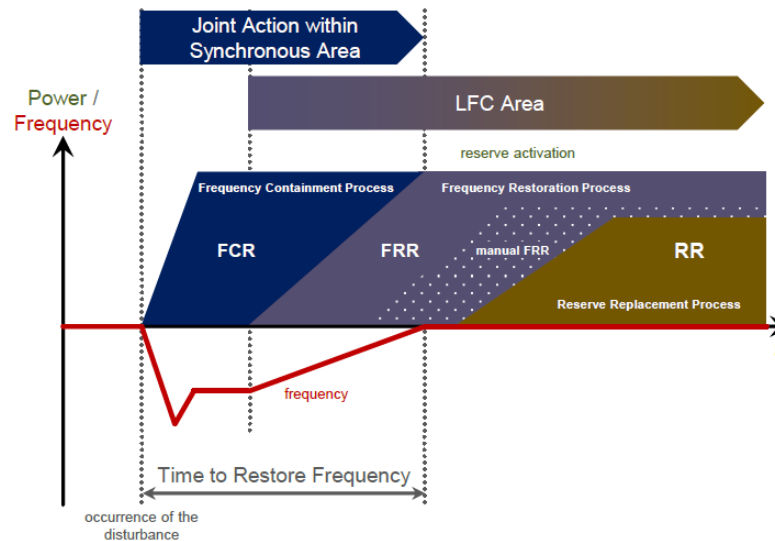 Joint Action within
Synchronous Area
Power /
Frequency
LFC Area
reserve activation
Frequency Containment Process
Frequency Restoration Process
FCR
FRR
manual FRR
RR
Reserve Replacement Process
frequency
Time to Restore Frequency
occurrence of the
disturbance